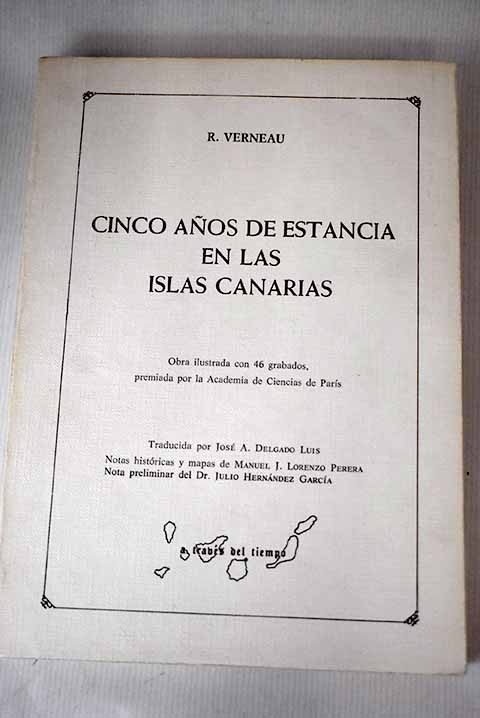 R. VERNEAU
CINCO AÑOS DE ESTANCIA
EN LAS
ISLAS CANARIAS
Obra ilustrada con 46 grabados,
premiada por la Academia de Ciencias de París
Traducida por JOSÉ A. DELGADO LUIS
Notas históricas y mapas de MANUEL J. LORENZO PERERA
Nota preliminar del Dr. JULIO HERNÁNDEZ GARCÍA
a través del tiempo